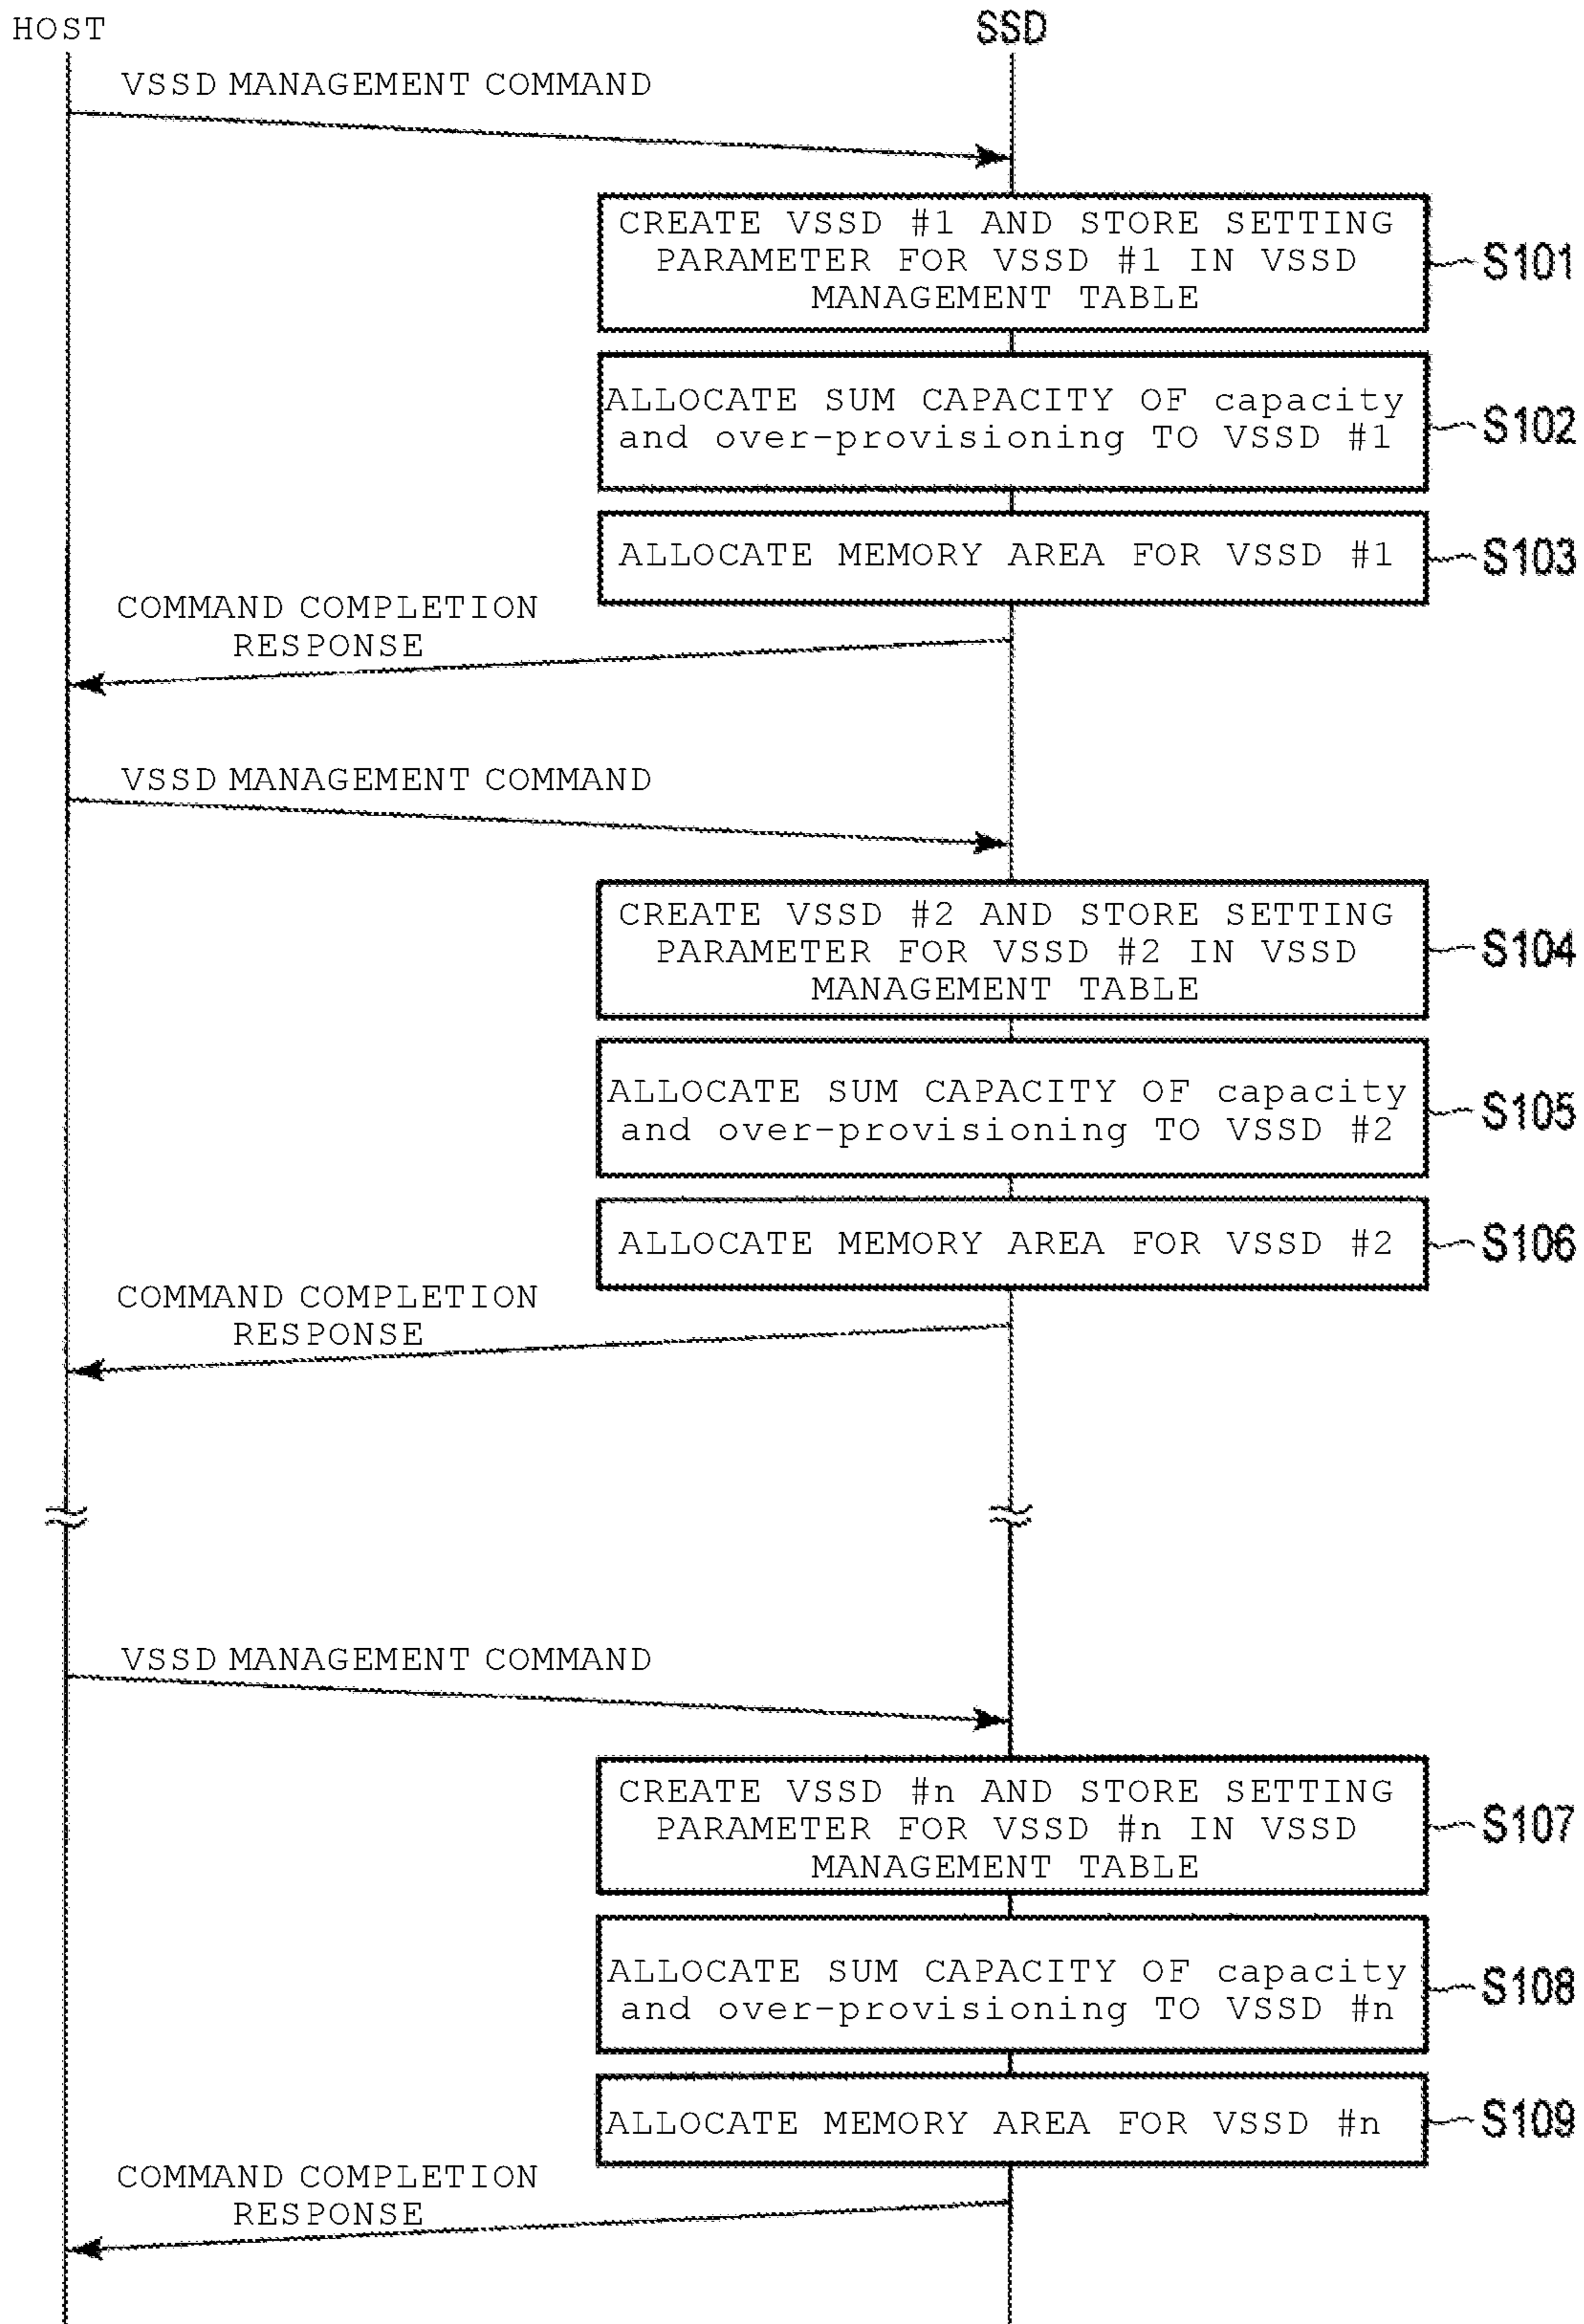 HOST
SSD
VSSD MANAGEMENT COMMAND
CREATE VSSD #1 AND STORE SETTING
PARAMETER FOR VSSD #1 IN VSSD
MANAGEMENT TABLE
S101
ALLOCATE SUM CAPACITY OF capacity
and over-provisioning TO VSSD #1
S102
ALLOCATE MEMORY AREA FOR VSSD #1
S103
COMMAND COMPLETION
RESPONSE
VSSD MANAGEMENT COMMAND
CREATE VSSD #2 AND STORE SETTING
PARAMETER FOR VSSD #2 IN VSSD
MANAGEMENT TABLE
S104
ALLOCATE SUM CAPACITY OF capacity
and over-provisioning TO VSSD #2
S105
ALLOCATE MEMORY AREA FOR VSSD #2
S106
COMMAND COMPLETION
RESPONSE
VSSD MANAGEMENT COMMAND
CREATE VSSD #n AND STORE SETTING
PARAMETER FOR VSSD #n IN VSSD
MANAGEMENT TABLE
S107
ALLOCATE SUM CAPACITY OF capacity
and over-provisioning TO VSSD #n
S108
ALLOCATE MEMORY AREA FOR VSSD #n
S109
COMMAND COMPLETION
RESPONSE